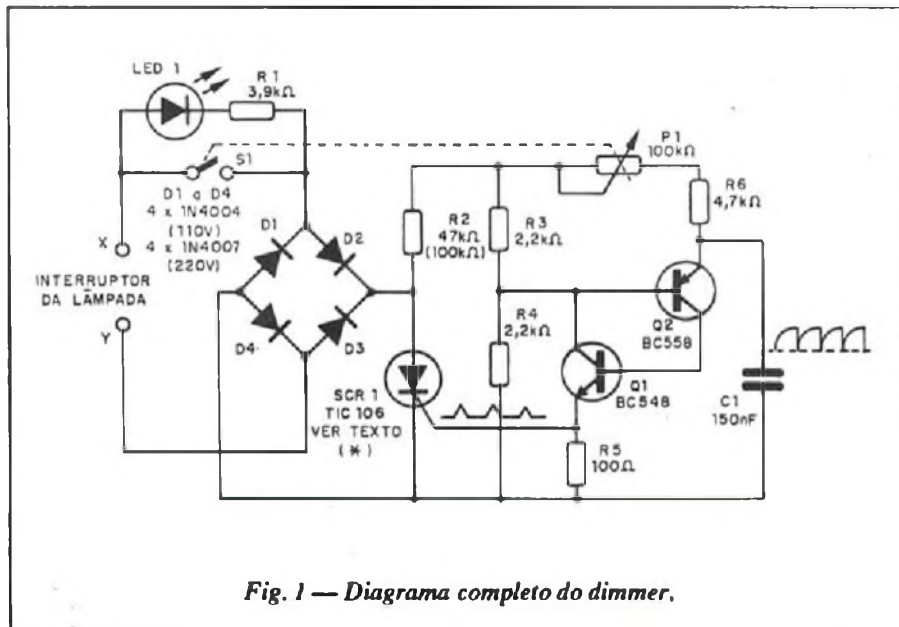 LED 1
R1
3,9kΩ
S1
D1 a D4
4 x 1N4004
(110V)
4 x 1N4007
(220V)
X
INTERRUPTOR
DA LÂMPADA
Y
D1
D2
D4
D3
R2
47kΩ
(100kΩ)
R3
2,2kΩ
P1
100kΩ
R6
4,7kΩ
R4
2,2kΩ
Q2
BC558
Q1
BC548
SCR 1
TIC 106
VER TEXTO
(*)
R5
100Ω
C1
150nF
Fig. 1 — Diagrama completo do dimmer.